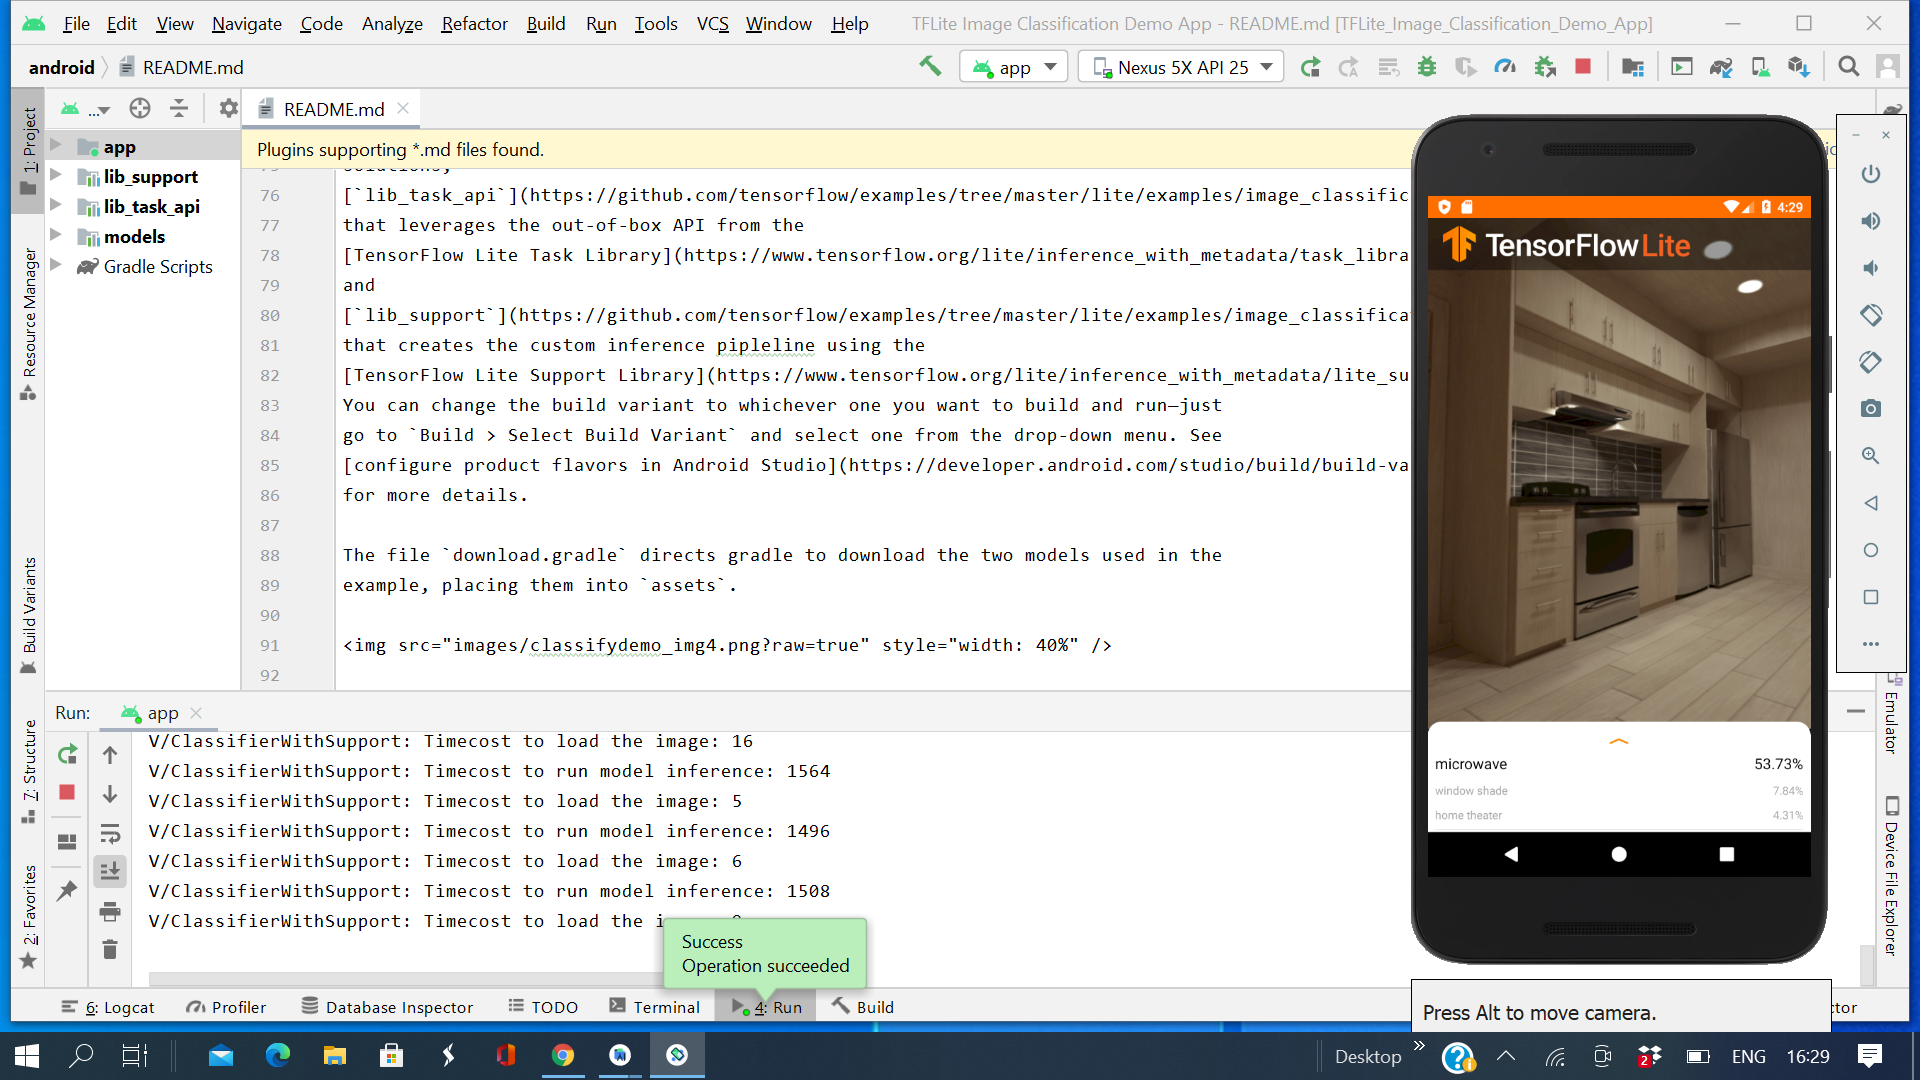 File Edit View Navigate Code Analyze Refactor Build Run Tools VCS Window Help TFLite Image Classification Demo App - README.md [TFLite_Image_Classification_Demo_App]
android README.md app Nexus 5X API 25
... README.md
1: Project
Resource Manager
Build Variants
7: Structure
2: Favorites
app
lib_support
lib_task_api
models
Gradle Scripts
Plugins supporting *.md files found.
76 [`lib_task_api`](https://github.com/tensorflow/examples/tree/master/lite/examples/image_classific
77 that leverages the out-of-box API from the
78 [TensorFlow Lite Task Library](https://www.tensorflow.org/lite/inference_with_metadata/task_libra
79 and
80 [`lib_support`](https://github.com/tensorflow/examples/tree/master/lite/examples/image_classifica
81 that creates the custom inference pipleline using the
82 [TensorFlow Lite Support Library](https://www.tensorflow.org/lite/inference_with_metadata/lite_su
83 You can change the build variant to whichever one you want to build and run—just
84 go to `Build > Select Build Variant` and select one from the drop-down menu. See
85 [configure product flavors in Android Studio](https://developer.android.com/studio/build/build-va
86 for more details.
87
88 The file `download.gradle` directs gradle to download the two models used in the
89 example, placing them into `assets`.
90
91 <img src="images/classifydemo_img4.png?raw=true" style="width: 40%" />
92
Run: app
V/ClassifierWithSupport: Timecost to load the image: 16
V/ClassifierWithSupport: Timecost to run model inference: 1564
V/ClassifierWithSupport: Timecost to load the image: 5
V/ClassifierWithSupport: Timecost to run model inference: 1496
V/ClassifierWithSupport: Timecost to load the image: 6
V/ClassifierWithSupport: Timecost to run model inference: 1508
V/ClassifierWithSupport: Timecost to load the i
Success
Operation succeeded
6: Logcat Profiler Database Inspector TODO Terminal 4: Run Build
4:29
TensorFlow Lite
microwave 53.73%
window shade 7.84%
home theater 4.31%
Emulator
Device File Explorer
Press Alt to move camera.
ctor
Desktop » 2 ENG 16:29